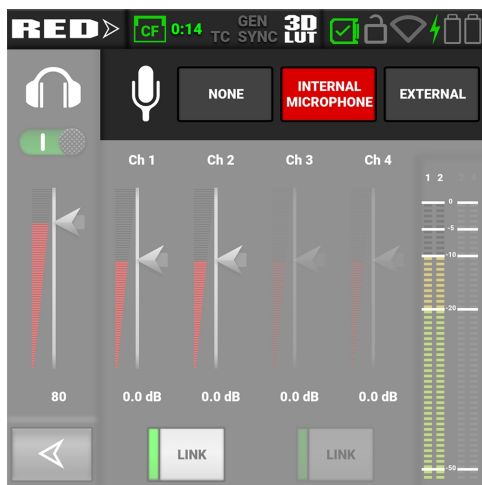 RED
CF 0:14
GEN
TC SYNC
3D
LUT
NONE
INTERNAL
MICROPHONE
EXTERNAL
Ch 1 Ch 2 Ch 3 Ch 4
1 2 3 4
0
-5
-10
-20
80 0.0 dB 0.0 dB 0.0 dB 0.0 dB
LINK LINK
-50